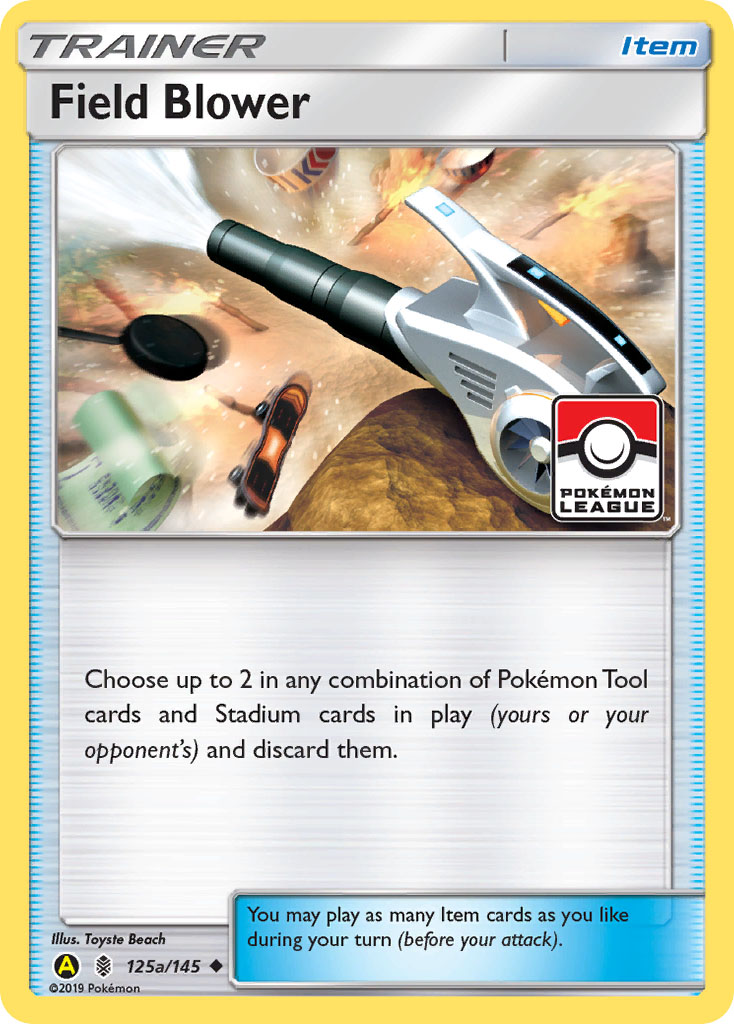 TRAINER
Item
Field Blower
POKÉMON
LEAGUE
™
Choose up to 2 in any combination of Pokémon Tool
cards and Stadium cards in play (yours or your
opponent's) and discard them.
You may play as many Item cards as you like
during your turn (before your attack).
Illus. Toyste Beach
A
125a/145
©2019 Pokémon